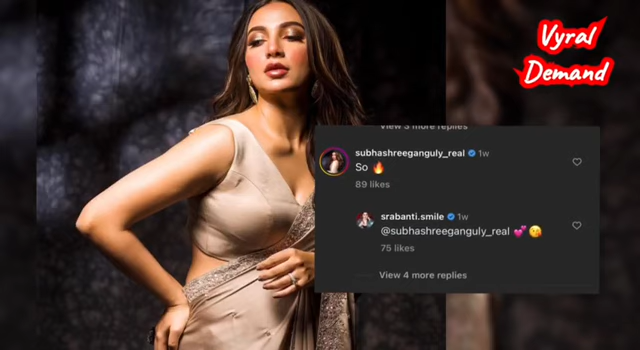 Vyral
Demand
View 3 more replies
subhashreeganguly_real 1w
So 🔥
89 likes
srabanti.smile 1w
@subhashreeganguly_real 💕😘
75 likes
View 4 more replies